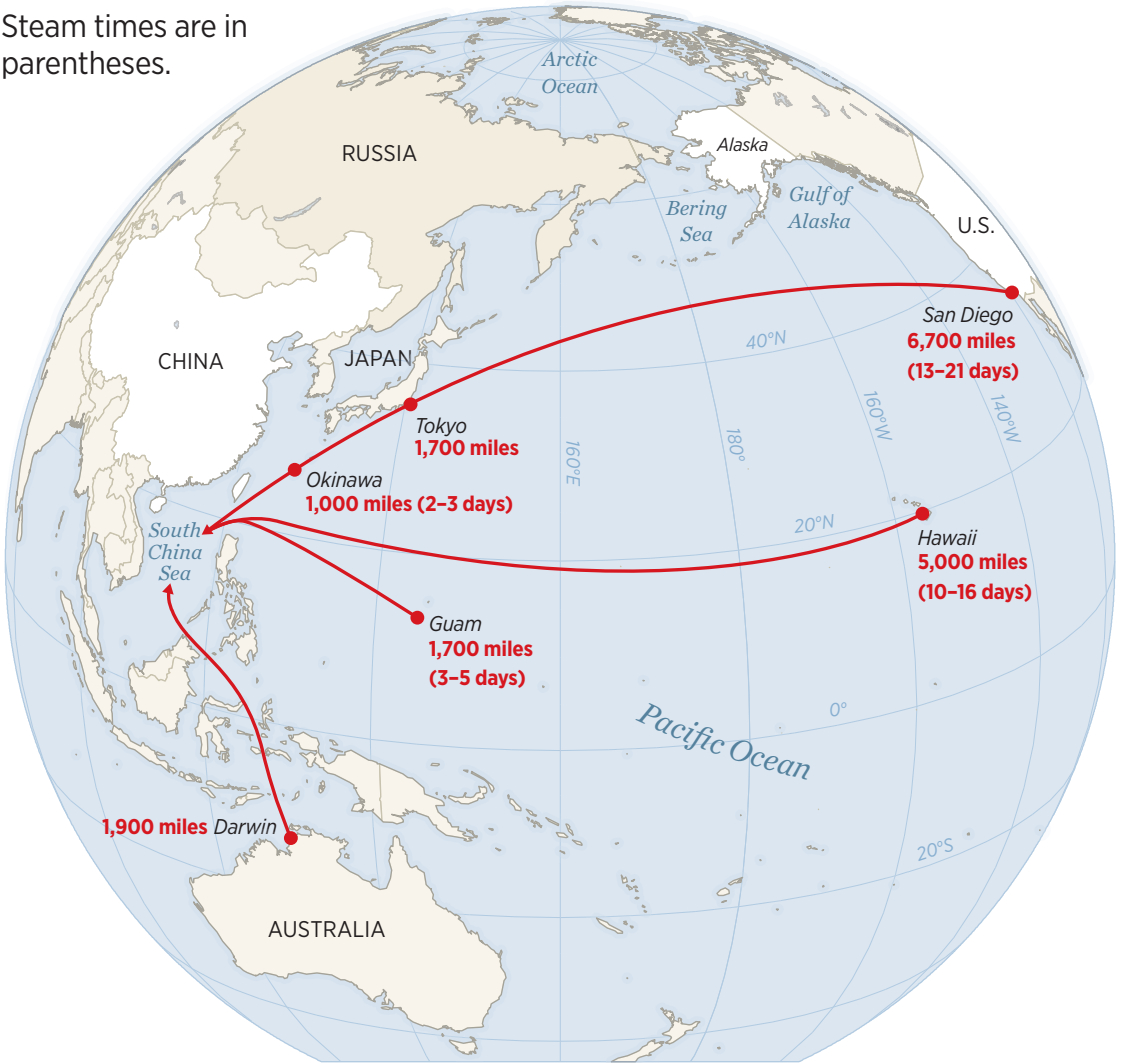 Steam times are in
parentheses.
Arctic
Ocean
RUSSIA
Alaska
Bering
Sea
Gulf of
Alaska
U.S.
San Diego
6,700 miles
(13–21 days)
40°N
CHINA
JAPAN
Tokyo
1,700 miles
160°E
180°
160°W
140°W
Okinawa
1,000 miles (2–3 days)
South
China
Sea
20°N
Hawaii
5,000 miles
(10–16 days)
Guam
1,700 miles
(3–5 days)
0°
Pacific Ocean
1,900 miles Darwin
20°S
AUSTRALIA